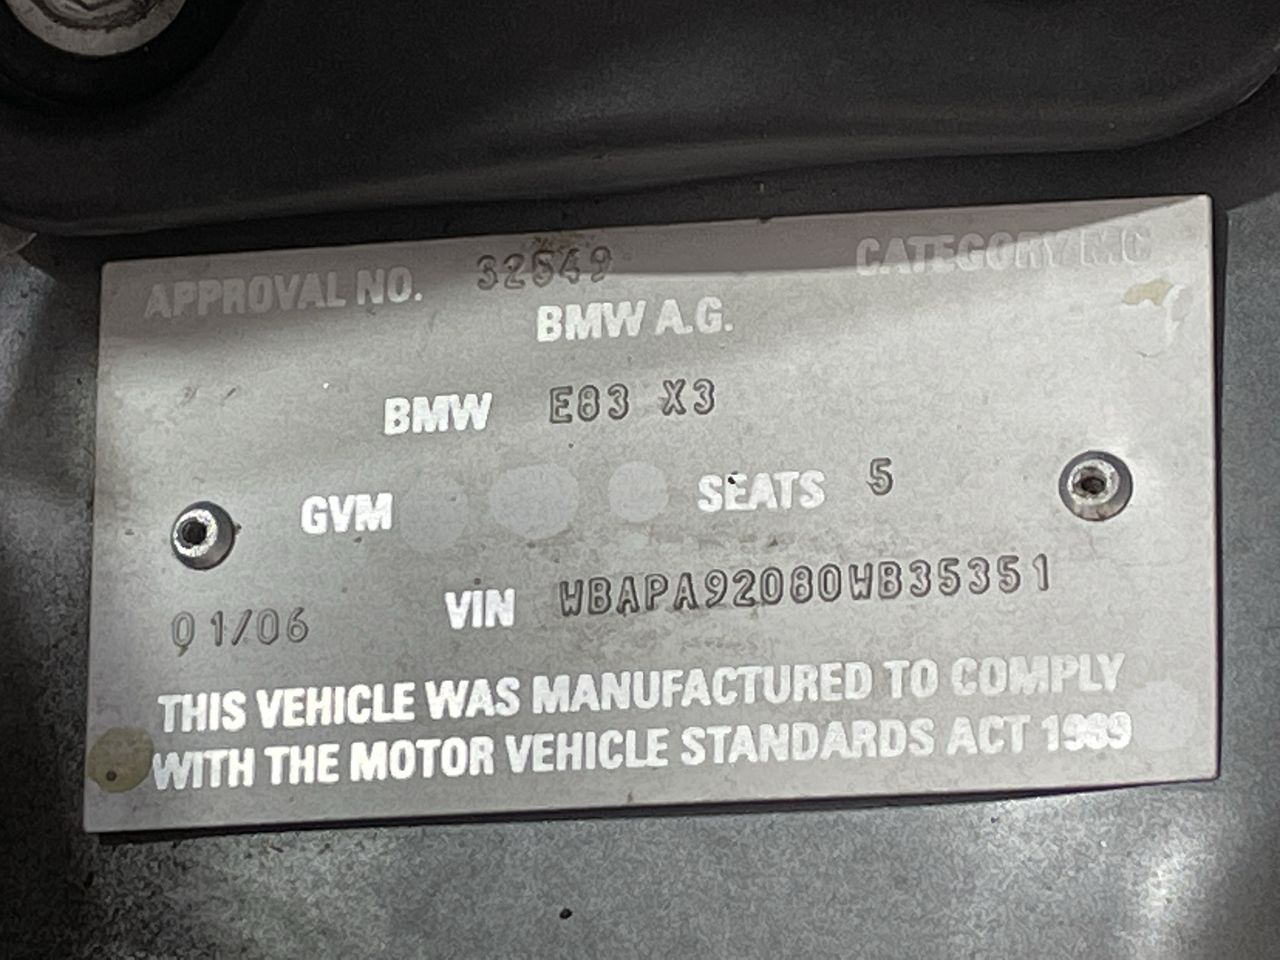 APPROVAL NO. 32549 CATEGORY MC
BMW A.G.
BMW E83 X3
GVM SEATS 5
01/06 VIN WBAPA92080WB35351
THIS VEHICLE WAS MANUFACTURED TO COMPLY
WITH THE MOTOR VEHICLE STANDARDS ACT 1989